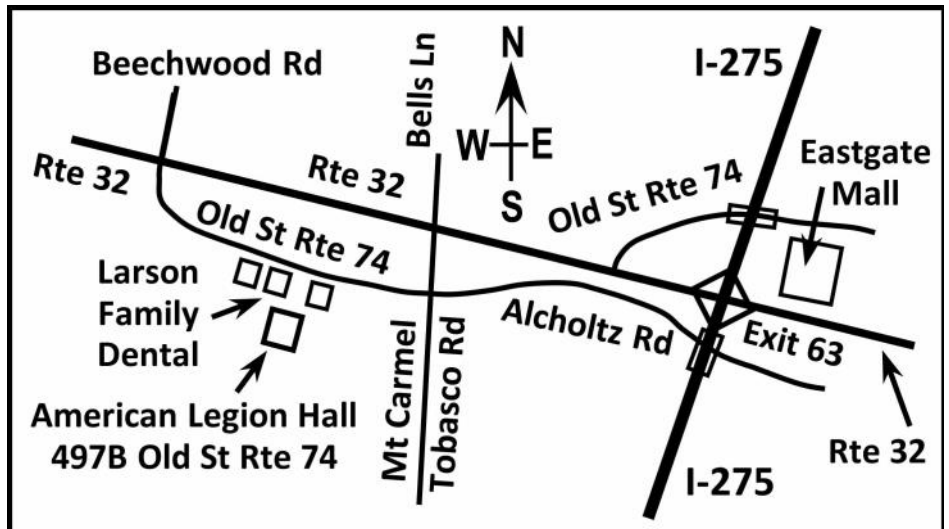 Beechwood Rd
Bells Ln
N
W
E
S
I-275
Eastgate
Mall
Rte 32
Rte 32
Old St Rte 74
Old St Rte 74
Larson
Family
Dental
Alcholtz Rd
Exit 63
American Legion Hall
497B Old St Rte 74
Mt Carmel
Tobasco Rd
Rte 32
I-275